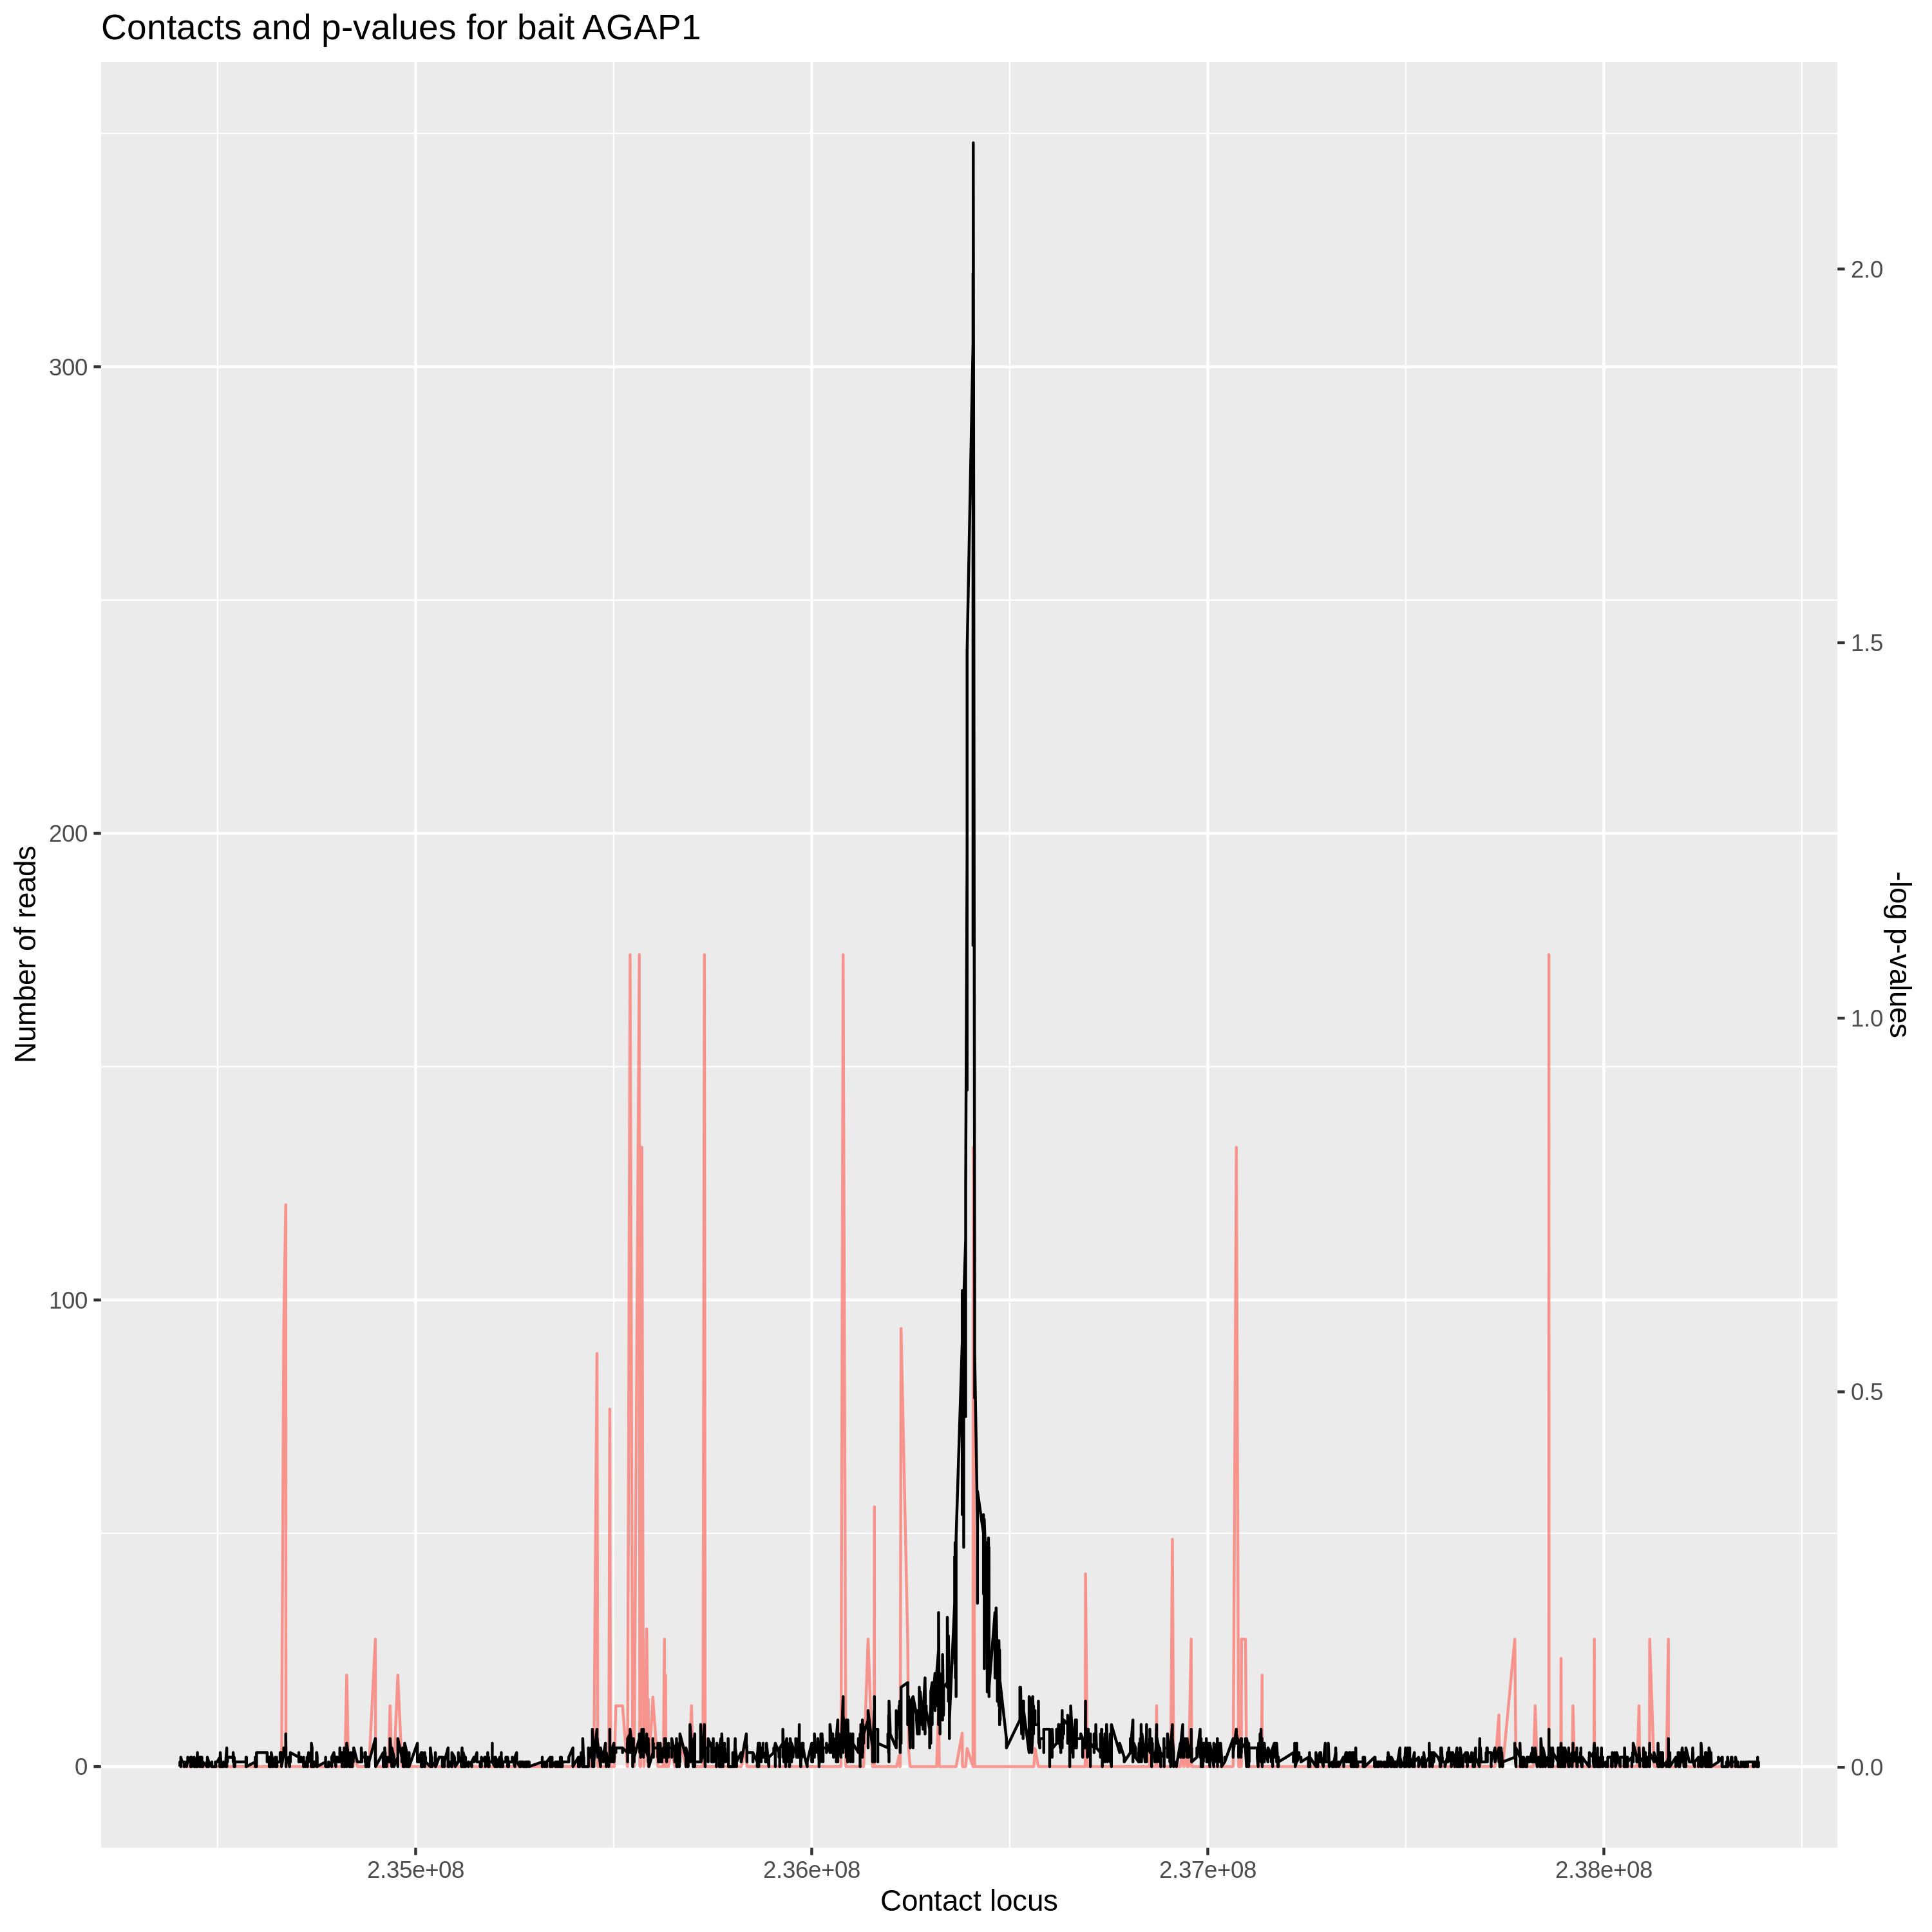 Contacts and p-values for bait AGAP1
Number of reads
300
200
100
0
2.0
1.5
1.0
0.5
0.0
-log p-values
2.35e+08
2.36e+08
2.37e+08
2.38e+08
Contact locus